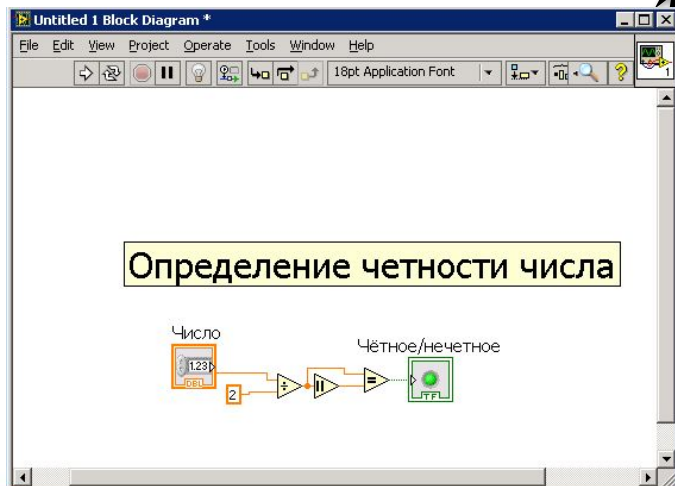 Untitled 1 Block Diagram *
File Edit View Project Operate Tools Window Help
18pt Application Font
1
Определение четности числа
Число
Чётное/нечетное
1.23
DBL
2
÷
=
TF